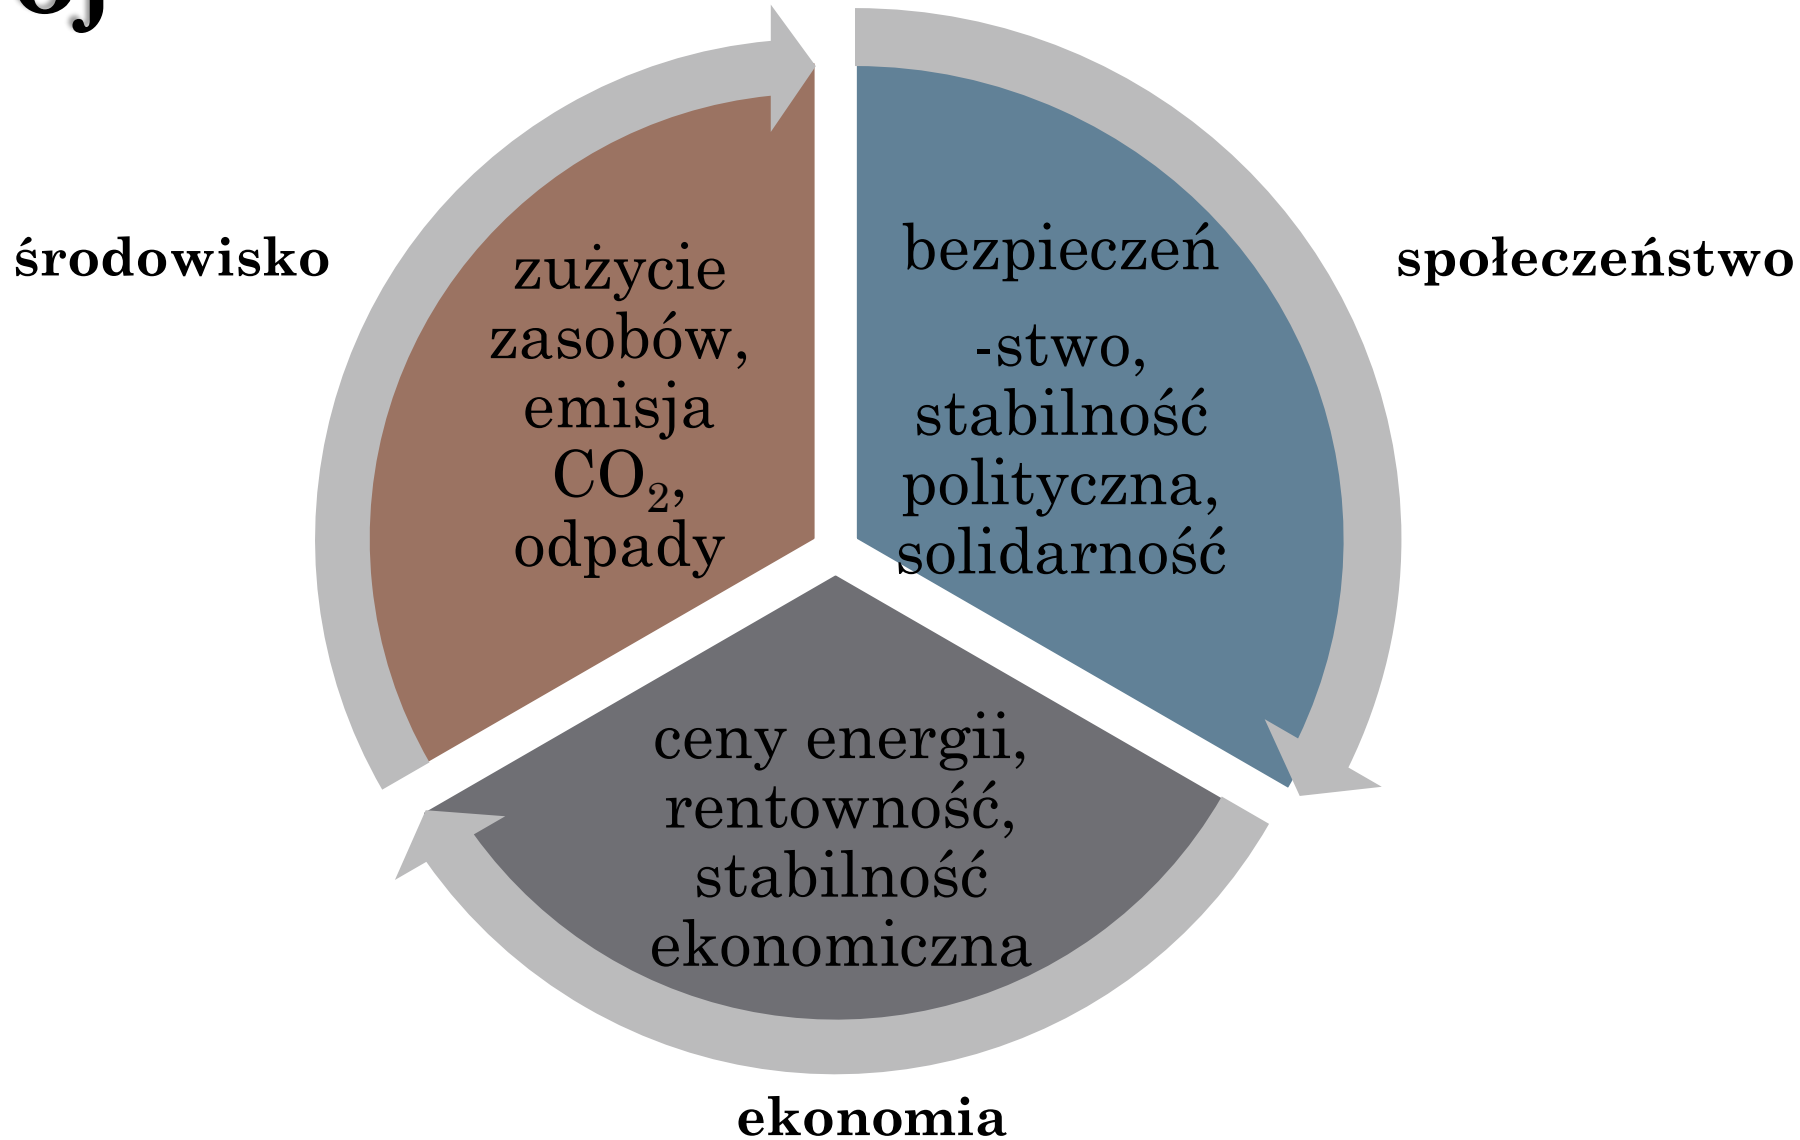 środowisko
zużycie
zasobów,
emisja
CO₂,
odpady
bezpieczeń
-stwo,
stabilność
polityczna,
solidarność
społeczeństwo
ceny energii,
rentowność,
stabilność
ekonomiczna
ekonomia